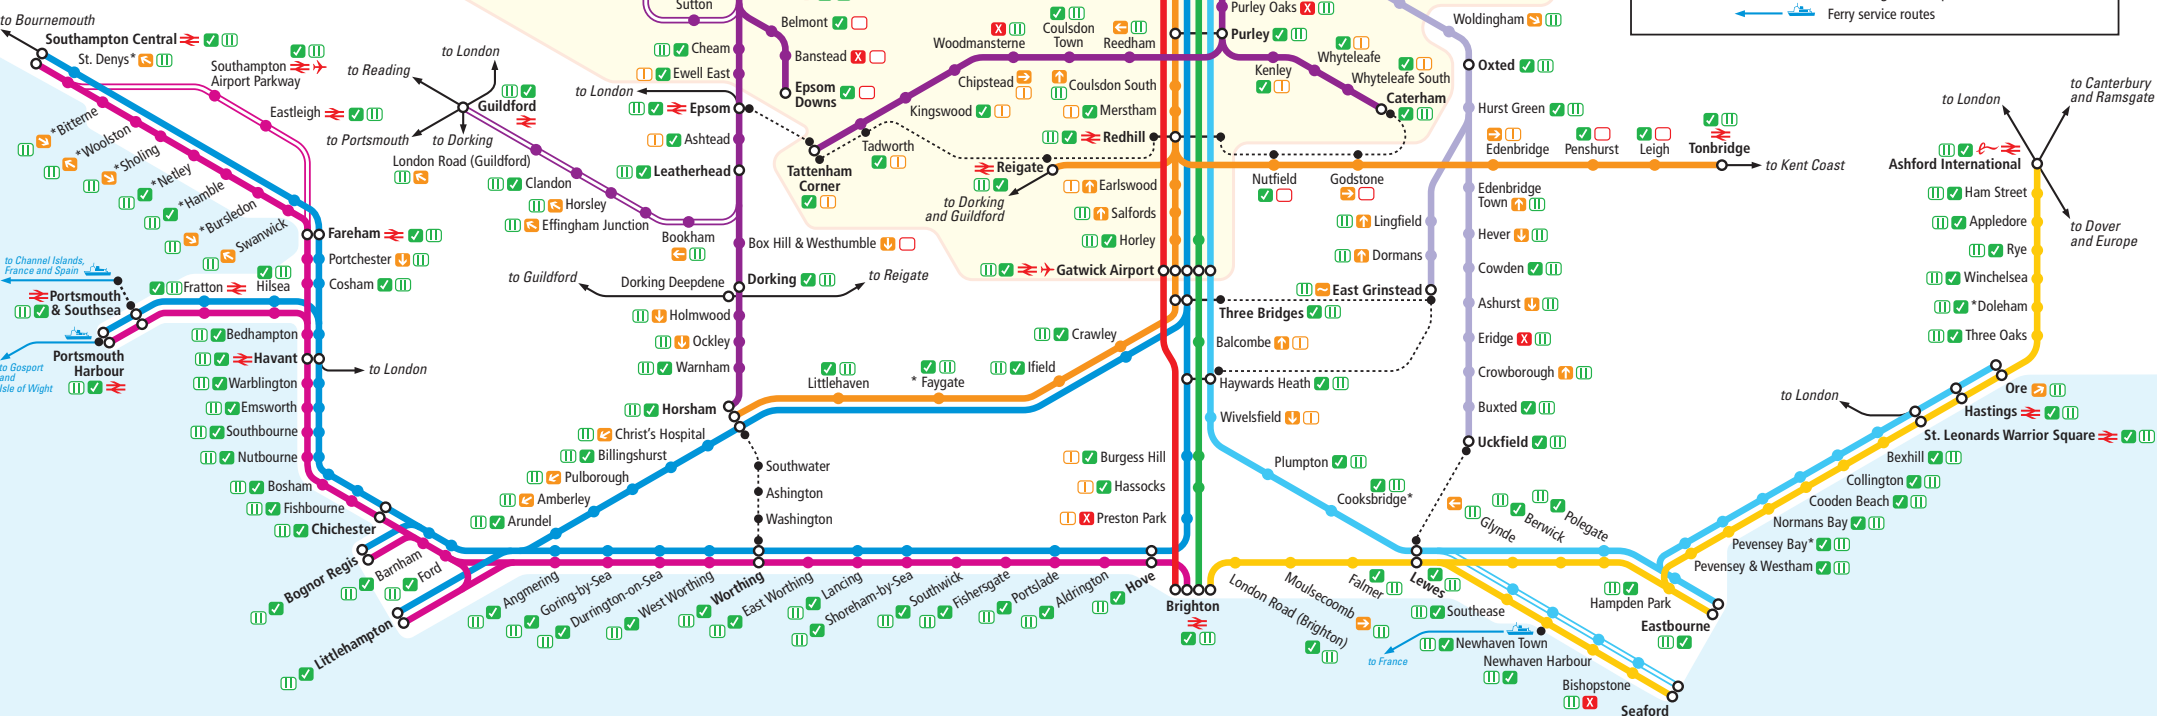 to Bournemouth
Southampton Central
St. Denys*
Southampton
Airport Parkway
Eastleigh
*Bitterne
*Woolston
*Sholing
*Netley
*Hamble
*Bursledon
Swanwick
Fareham
Portchester
Cosham
Hilsea
Fratton
to Channel Islands,
France and Spain
Portsmouth
& Southsea
Portsmouth
Harbour
to Gosport
and
Isle of Wight
Bedhampton
Havant
to London
Warblington
Emsworth
Southbourne
Nutbourne
Bosham
Fishbourne
Chichester
Bognor Regis
Barnham
Ford
Littlehampton
to London
to Reading
Guildford
to Portsmouth
to Dorking
London Road (Guildford)
Clandon
Horsley
Effingham Junction
Bookham
Sutton
Cheam
Ewell East
to London
Epsom
Ashtead
Leatherhead
Box Hill & Westhumble
to Guildford
Dorking Deepdene
Dorking
to Reigate
Holmwood
Ockley
Warnham
Horsham
Christ's Hospital
Billingshurst
Pulborough
Amberley
Arundel
Southwater
Ashington
Washington
Littlehaven
* Faygate
Ifield
Crawley
Belmont
Banstead
Epsom
Downs
Tattenham
Corner
Tadworth
Kingswood
Chipstead
Woodmansterne
Coulsdon
Town
Reedham
Purley Oaks
Purley
Kenley
Whyteleafe
Whyteleafe South
Caterham
Coulsdon South
Merstham
Redhill
Reigate
to Dorking
and Guildford
Earlswood
Salfords
Horley
Gatwick Airport
Three Bridges
Balcombe
Haywards Heath
Wivelsfield
Burgess Hill
Hassocks
Preston Park
Nutfield
Godstone
Edenbridge
Penshurst
Leigh
Tonbridge
to Kent Coast
Woldingham
Oxted
Hurst Green
Edenbridge
Town
Hever
Cowden
Ashurst
Eridge
Crowborough
Buxted
Uckfield
Lingfield
Dormans
East Grinstead
Ferry service routes
to Canterbury
and Ramsgate
to London
Ashford International
to Dover
and Europe
Ham Street
Appledore
Rye
Winchelsea
*Doleham
Three Oaks
Ore
Hastings
to London
St. Leonards Warrior Square
Bexhill
Collington
Cooden Beach
Normans Bay
Pevensey Bay*
Pevensey & Westham
Hampden Park
Eastbourne
Plumpton
Cooksbridge*
Glynde
Berwick
Polegate
Angmering
Goring-by-Sea
Durrington-on-Sea
West Worthing
Worthing
East Worthing
Lancing
Shoreham-by-Sea
Southwick
Fishersgate
Portslade
Aldrington
Hove
Brighton
London Road (Brighton)
Moulsecoomb
Falmer
Lewes
Southease
to France
Newhaven Town
Newhaven Harbour
Bishopstone
Seaford